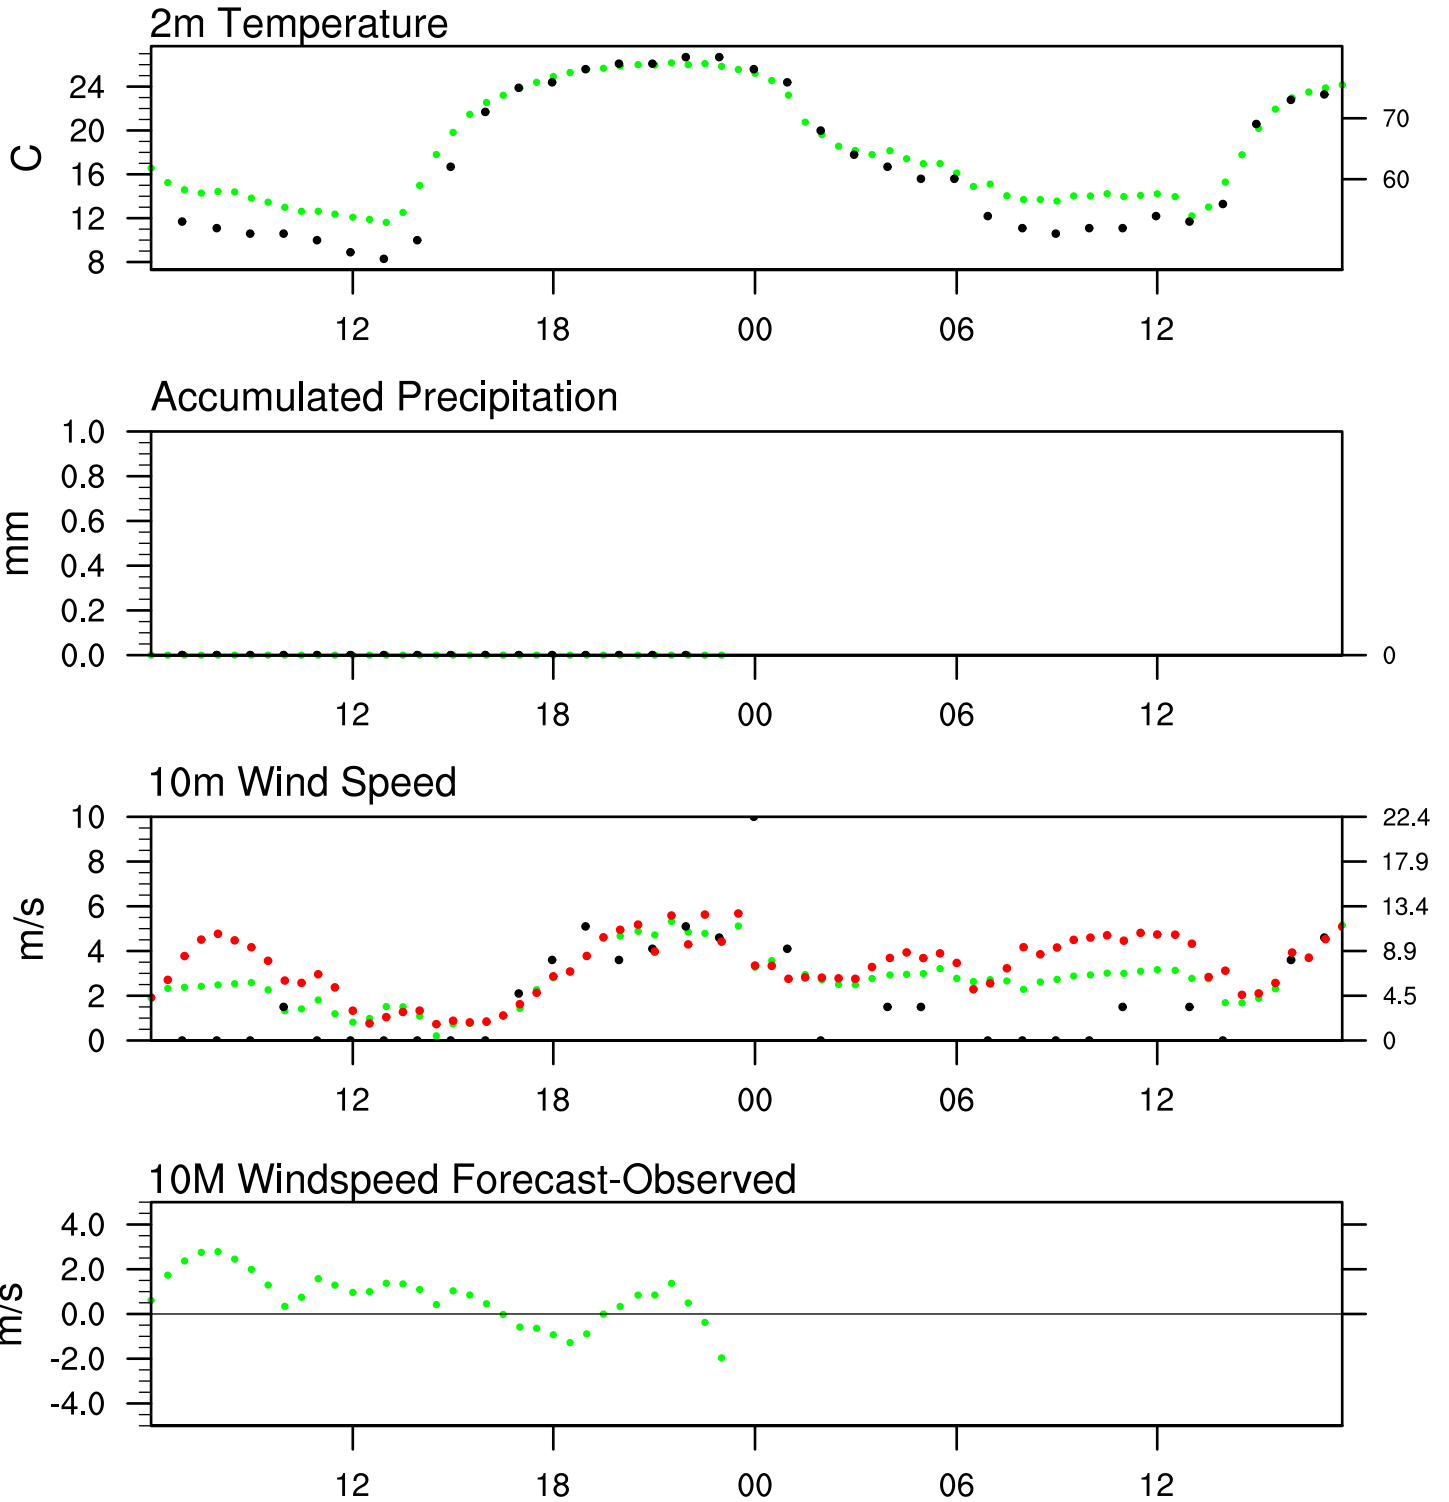 2m Temperature
24
20
16
12
8
C
70
60
12 18 00 06 12
Accumulated Precipitation
1.0
0.8
0.6
0.4
0.2
0.0
mm
0
12 18 00 06 12
10m Wind Speed
10
8
6
4
2
0
m/s
22.4
17.9
13.4
8.9
4.5
0
12 18 00 06 12
10M Windspeed Forecast-Observed
4.0
2.0
0.0
-2.0
-4.0
m/s
12 18 00 06 12